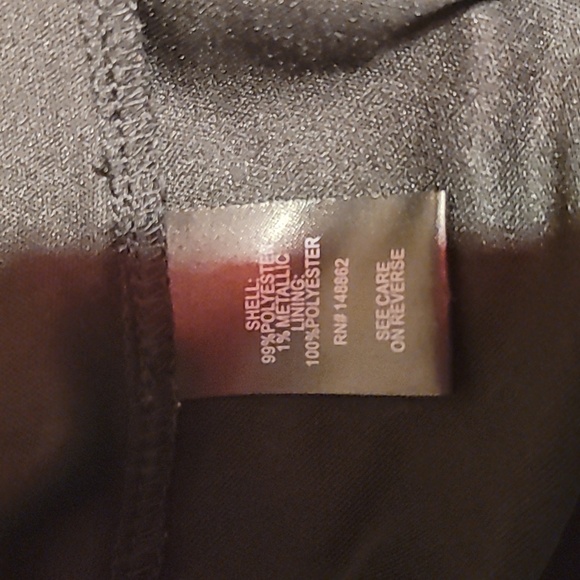 SHELL:
99%POLYESTER
1% METALLIC
LINING:
100%POLYESTER
RN# 148862
SEE CARE
ON REVERSE